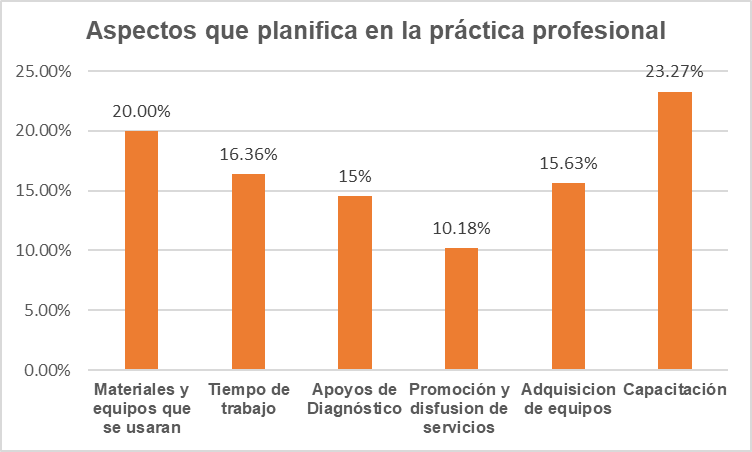 Aspectos que planifica en la práctica profesional
25.00%
20.00%
15.00%
10.00%
5.00%
0.00%
20.00%
16.36%
15%
10.18%
15.63%
23.27%
Materiales y
equipos que
se usaran
Tiempo de
trabajo
Apoyos de
Diagnóstico
Promoción y
disfusion de
servicios
Adquisicion
de equipos
Capacitación